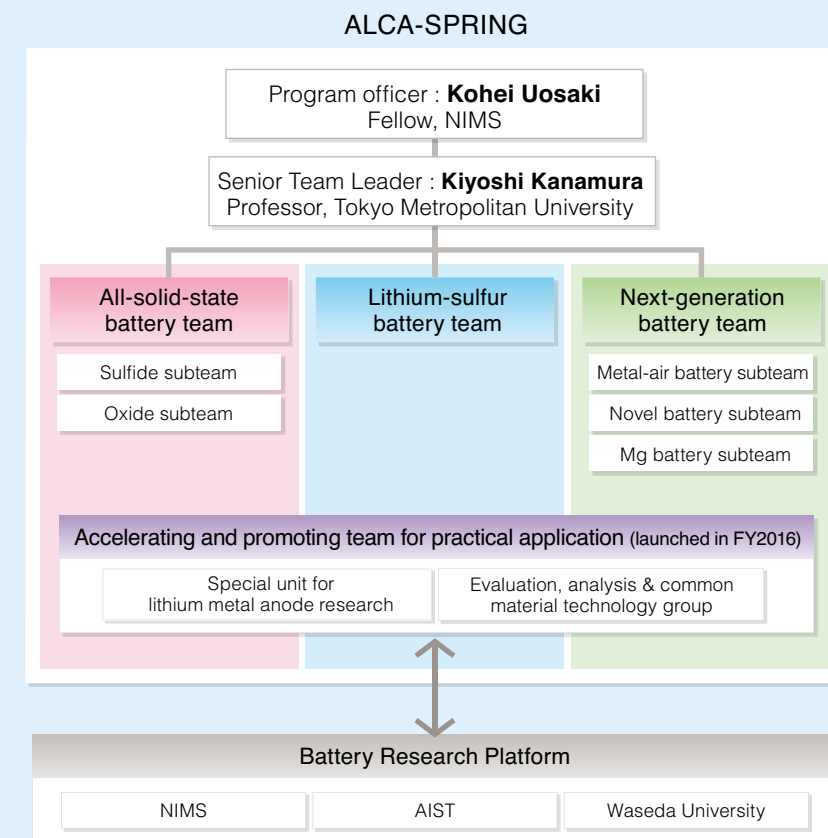 ALCA-SPRING
Program officer : Kohei Uosaki
Fellow, NIMS
Senior Team Leader : Kiyoshi Kanamura
Professor, Tokyo Metropolitan University
All-solid-state
battery team
Sulfide subteam
Oxide subteam
Lithium-sulfur
battery team
Next-generation
battery team
Metal-air battery subteam
Novel battery subteam
Mg battery subteam
Accelerating and promoting team for practical application (launched in FY2016)
Special unit for
lithium metal anode research
Evaluation, analysis & common
material technology group
Battery Research Platform
NIMS
AIST
Waseda University